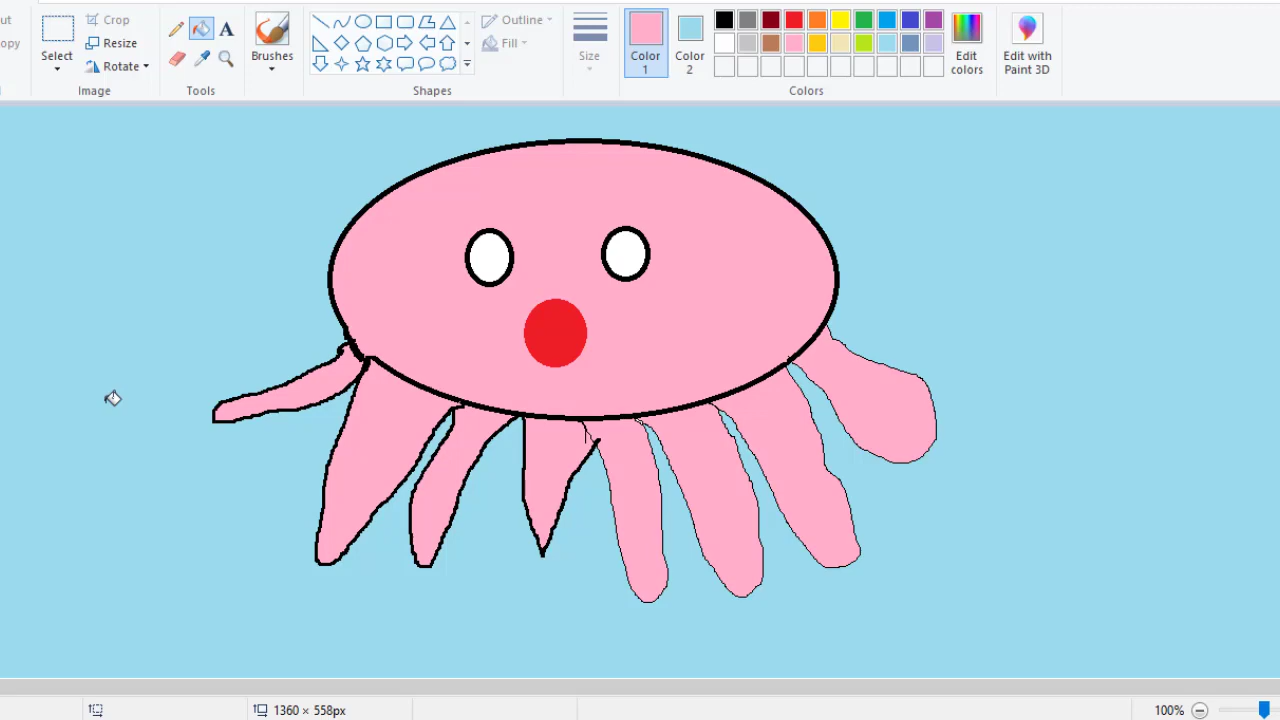 ut
Crop
opy
Resize
Select
Rotate
Image
A
Tools
Brushes
Outline
Fill
Shapes
Size
Color
1
Color
2
Edit
colors
Edit with
Paint 3D
Colors
1360 × 558px
100%